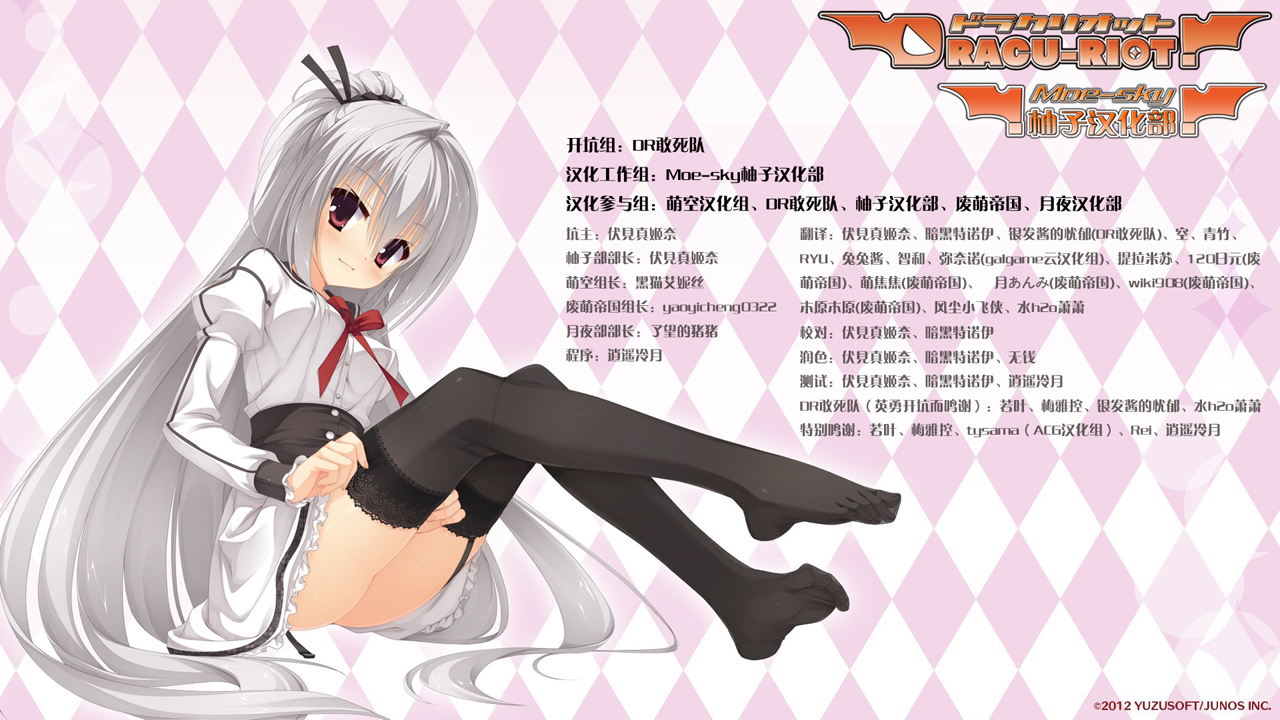 ドラクリオット
DRACU-RIOT!
Moe-sky
柚子汉化部
开坑组：DR敢死队
汉化工作组：Moe-sky柚子汉化部
汉化参与组：萌空汉化组、DR敢死队、柚子汉化部、废萌帝国、月夜汉化部
坑主：伏見真姬奈
柚子部部长：伏見真姬奈
萌空组长：黑猫艾妮丝
废萌帝国组长：yaoyicheng0322
月夜部部长：了望的猪猪
程序：逍遥冷月
翻译：伏見真姬奈、暗黑特诺伊、银发酱的忧郁(DR敢死队)、空、青竹、
RYU、兔兔酱、智和、弥奈诺(galgame云汉化组)、提拉米苏、120日元(废
萌帝国)、萌焦焦(废萌帝国)、　月あんみ(废萌帝国)、wiki908(废萌帝国)、
木原木原(废萌帝国)、风尘小飞侠、水h2o萧萧
校对：伏見真姬奈、暗黑特诺伊
润色：伏見真姬奈、暗黑特诺伊、无钱
测试：伏見真姬奈、暗黑特诺伊、逍遥冷月
DR敢死队（英勇开坑而鸣谢）：若叶、梅雅控、银发酱的忧郁、水h2o萧萧
特别鸣谢：若叶、梅雅控、tysama（ACG汉化组）、Rei、逍遥冷月
©2012 YUZUSOFT/JUNOS INC.